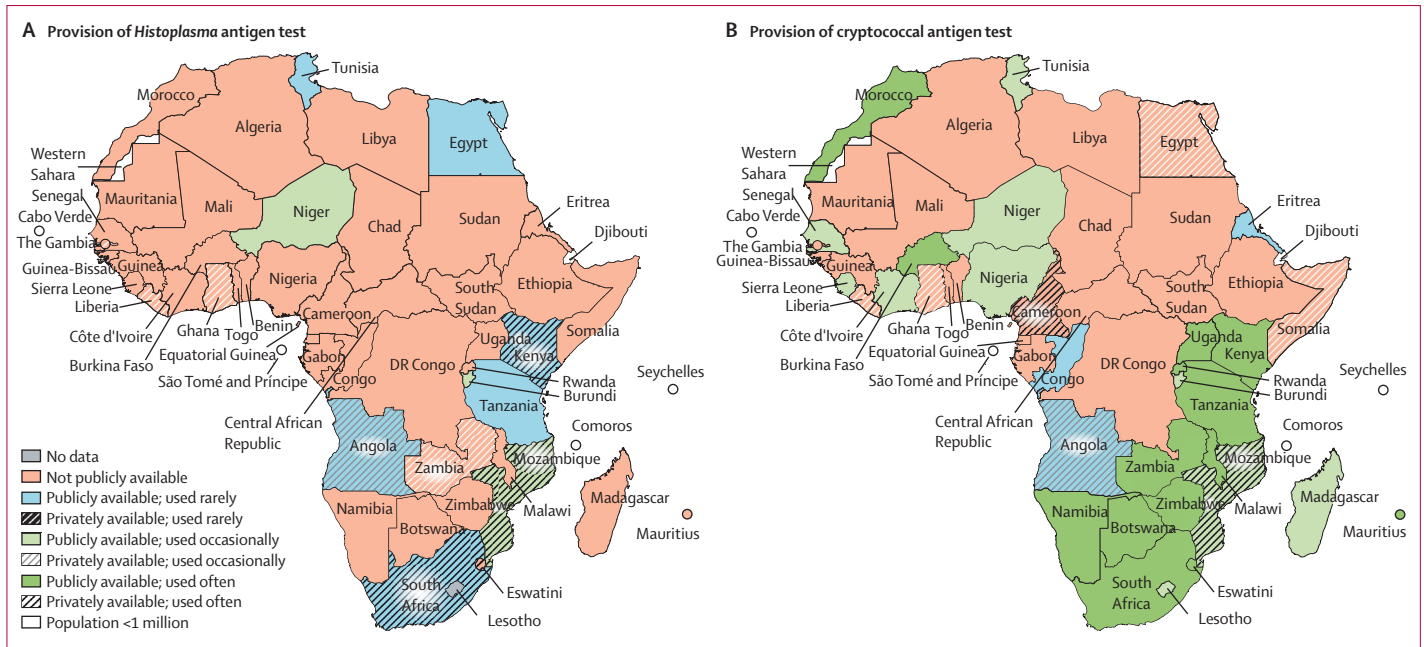 A Provision of Histoplasma antigen test
Tunisia
Morocco
Algeria
Libya
Egypt
Western
Sahara
Senegal
Mauritania
Mali
Niger
Chad
Sudan
Eritrea
Cabo Verde
The Gambia
Djibouti
Guinea-Bissau
Guinea
Sierra Leone
Liberia
Nigeria
South
Sudan
Ethiopia
Côte d'Ivoire
Ghana
Togo
Benin
Cameroon
Somalia
Burkina Faso
Equatorial Guinea
São Tomé and Príncipe
Gabon
Congo
DR Congo
Uganda
Kenya
Rwanda
Burundi
Seychelles
Central African
Republic
Tanzania
Comoros
Angola
Zambia
Mozambique
Malawi
Madagascar
Mauritius
Namibia
Zimbabwe
Botswana
South
Africa
Eswatini
Lesotho
No data
Not publicly available
Publicly available; used rarely
Privately available; used rarely
Publicly available; used occasionally
Privately available; used occasionally
Publicly available; used often
Privately available; used often
Population <1 million
B Provision of cryptococcal antigen test
Tunisia
Morocco
Algeria
Libya
Egypt
Western
Sahara
Senegal
Mauritania
Mali
Niger
Chad
Sudan
Eritrea
Cabo Verde
The Gambia
Djibouti
Guinea-Bissau
Guinea
Sierra Leone
Liberia
Nigeria
South
Sudan
Ethiopia
Côte d'Ivoire
Ghana
Togo
Benin
Cameroon
Somalia
Burkina Faso
Equatorial Guinea
São Tomé and Príncipe
Gabon
Congo
DR Congo
Uganda
Kenya
Rwanda
Burundi
Seychelles
Central African
Republic
Tanzania
Comoros
Angola
Zambia
Mozambique
Malawi
Madagascar
Mauritius
Namibia
Zimbabwe
Botswana
South
Africa
Eswatini
Lesotho